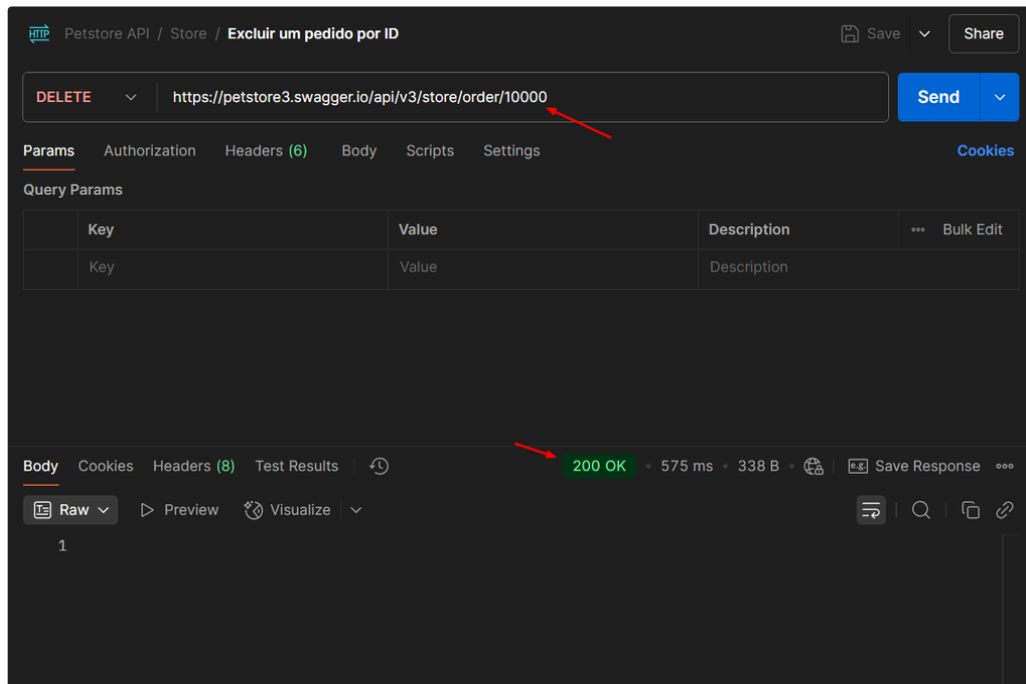 HTTP Petstore API / Store / Excluir um pedido por ID Save Share
DELETE https://petstore3.swagger.io/api/v3/store/order/10000 Send
Params Authorization Headers (6) Body Scripts Settings Cookies
Query Params
Key Value Description Bulk Edit
Key Value Description
Body Cookies Headers (8) Test Results 200 OK 575 ms 338 B e.g. Save Response
Raw Preview Visualize
1